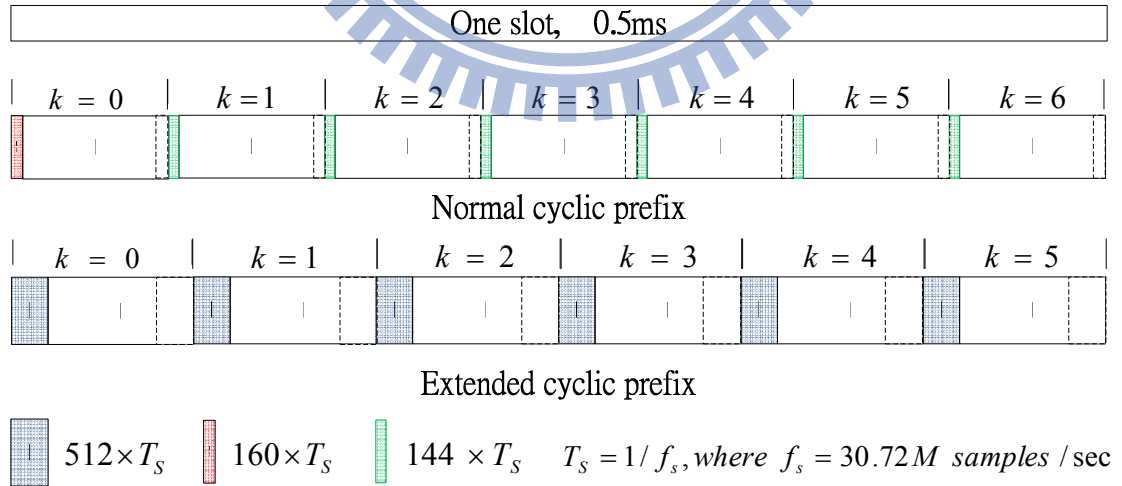 One slot, 0.5ms
k = 0 k = 1 k = 2 k = 3 k = 4 k = 5 k = 6
Normal cyclic prefix
k = 0 k = 1 k = 2 k = 3 k = 4 k = 5
Extended cyclic prefix
512×T_S 160×T_S 144 ×T_S T_S = 1/ f_s, where f_s = 30.72M samples / sec